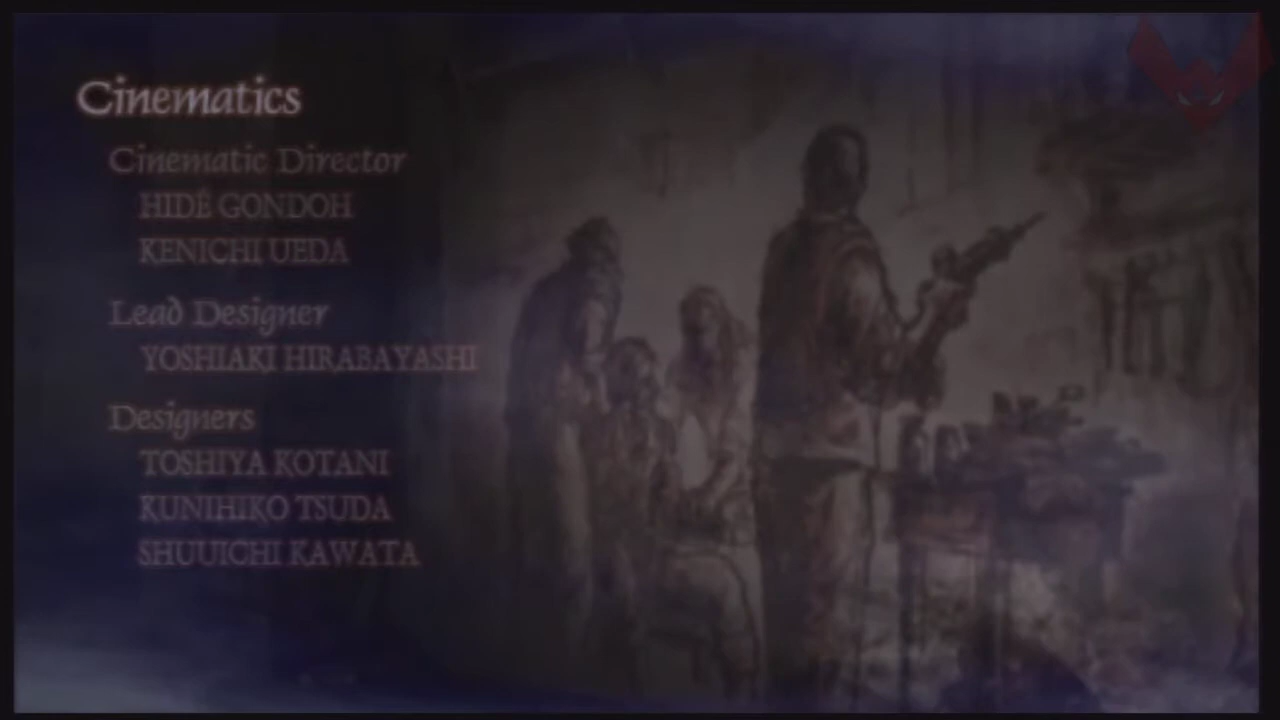 Cinematics
Cinematic Director
HIDÉ GONDOH
KENICHI UEDA
Lead Designer
YOSHIAKI HIRABAYASHI
Designers
TOSHIYA KOTANI
KUNIHIKO TSUDA
SHUUICHI KAWATA